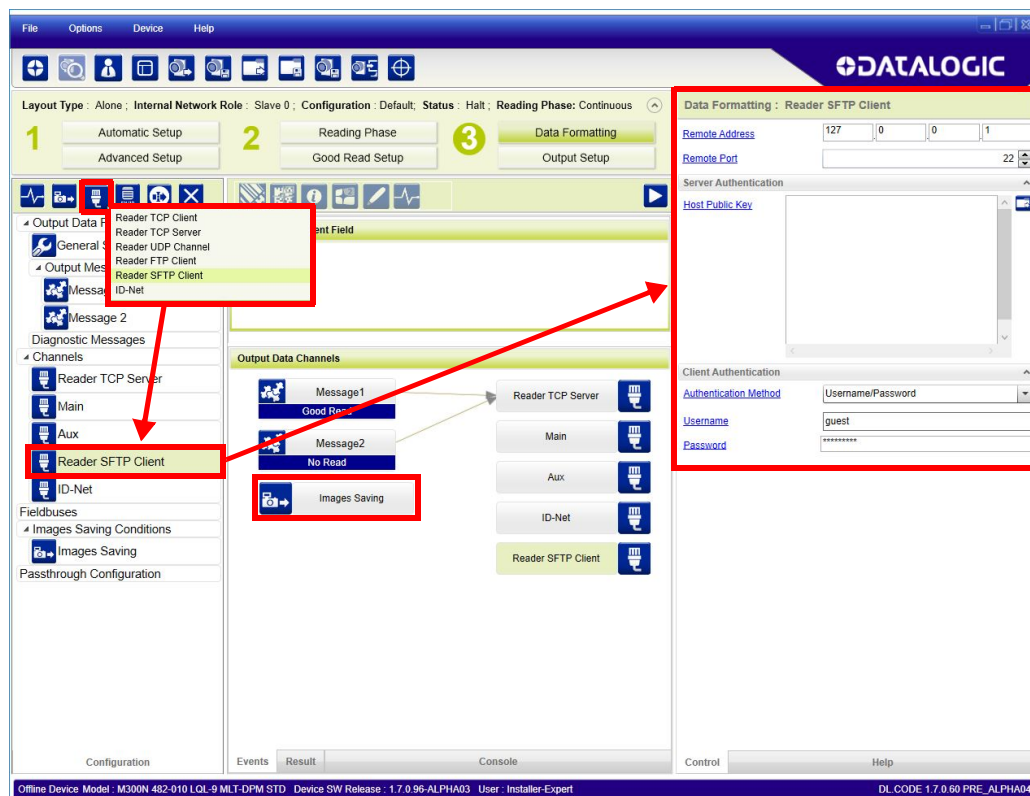 File Options Device Help
DATALOGIC
Layout Type : Alone ; Internal Network Role : Slave 0 ; Configuration : Default; Status : Halt ; Reading Phase: Continuous
1 Automatic Setup 2 Reading Phase 3 Data Formatting
Advanced Setup Good Read Setup Output Setup
Reader TCP Client
Reader TCP Server
Reader UDP Channel
Reader FTP Client
Reader SFTP Client
ID-Net
Output Data F
General S
Output Mes
Messag
Message 2
Diagnostic Messages
Channels
Reader TCP Server
Main
Aux
Reader SFTP Client
ID-Net
Fieldbuses
Images Saving Conditions
Images Saving
Passthrough Configuration
Configuration
ent Field
Output Data Channels
Message1
Good Read
Message2
No Read
Images Saving
Reader TCP Server
Main
Aux
ID-Net
Reader SFTP Client
Events Result Console
Data Formatting : Reader SFTP Client
Remote Address 127 .0 .0 .1
Remote Port 22
Server Authentication
Host Public Key
Client Authentication
Authentication Method Username/Password
Username guest
Password *********
Control Help
Offline Device Model : M300N 482-010 LQL-9 MLT-DPM STD Device SW Release : 1.7.0.96-ALPHA03 User : Installer-Expert DL.CODE 1.7.0.60 PRE_ALPHA04